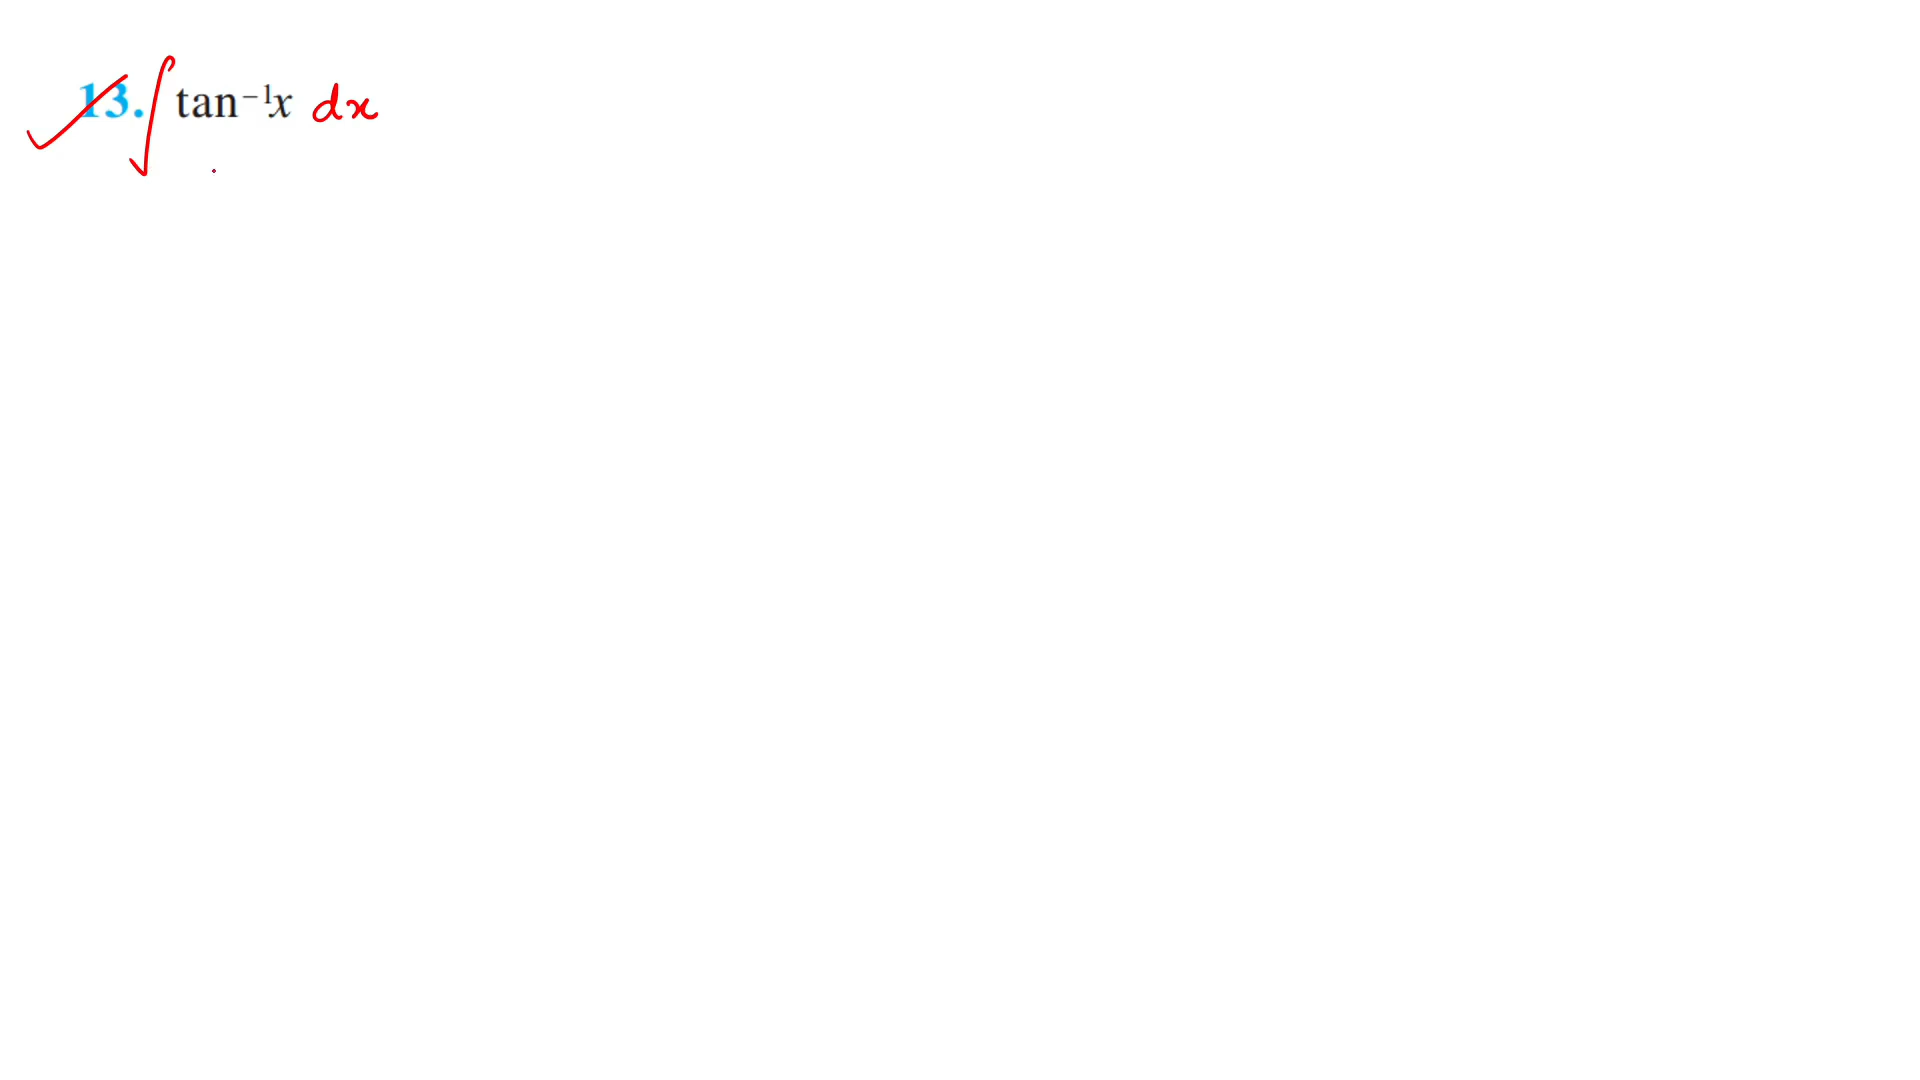 13. ∫ tan⁻¹x dx